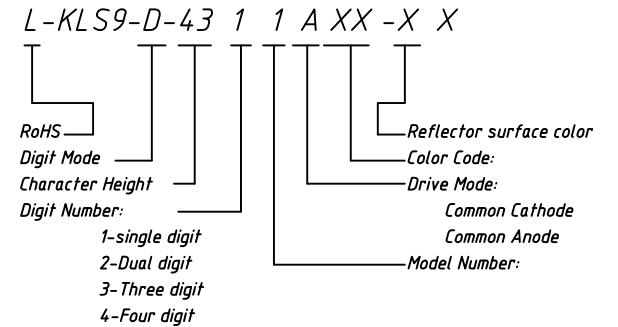 L-KLS9-D-43 1 1 A XX -X X
RoHS
Reflector surface color
Digit Mode
Color Code:
Character Height
Drive Mode:
Digit Number:
Common Cathode
1-single digit
Common Anode
2-Dual digit
Model Number:
3-Three digit
4-Four digit